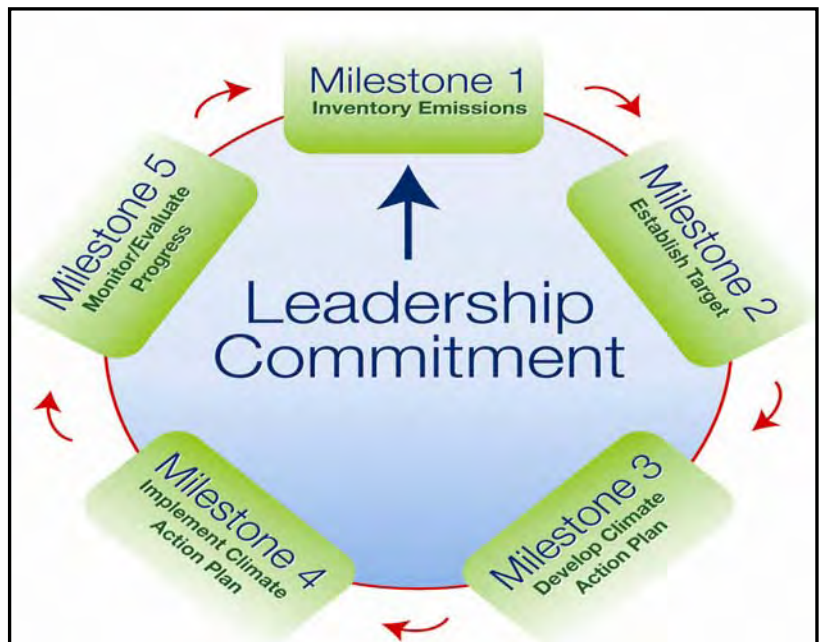 Milestone 1
Inventory Emissions
Milestone 2
Establish Target
Milestone 3
Develop Climate
Action Plan
Milestone 4
Implement Climate
Action Plan
Milestone 5
Monitor/Evaluate
Progress
Leadership
Commitment